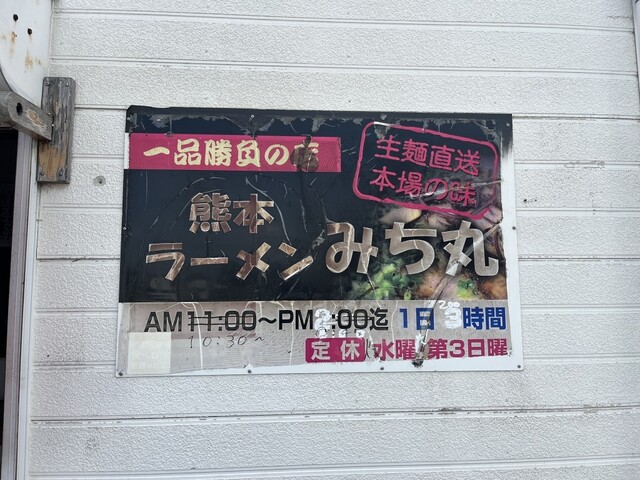 一品勝負の味
生麺直送
本場の味
熊本
ラーメンみち丸
AM11:00〜PM2:00迄 1日3時間
10:30〜
定休 水曜 第3日曜